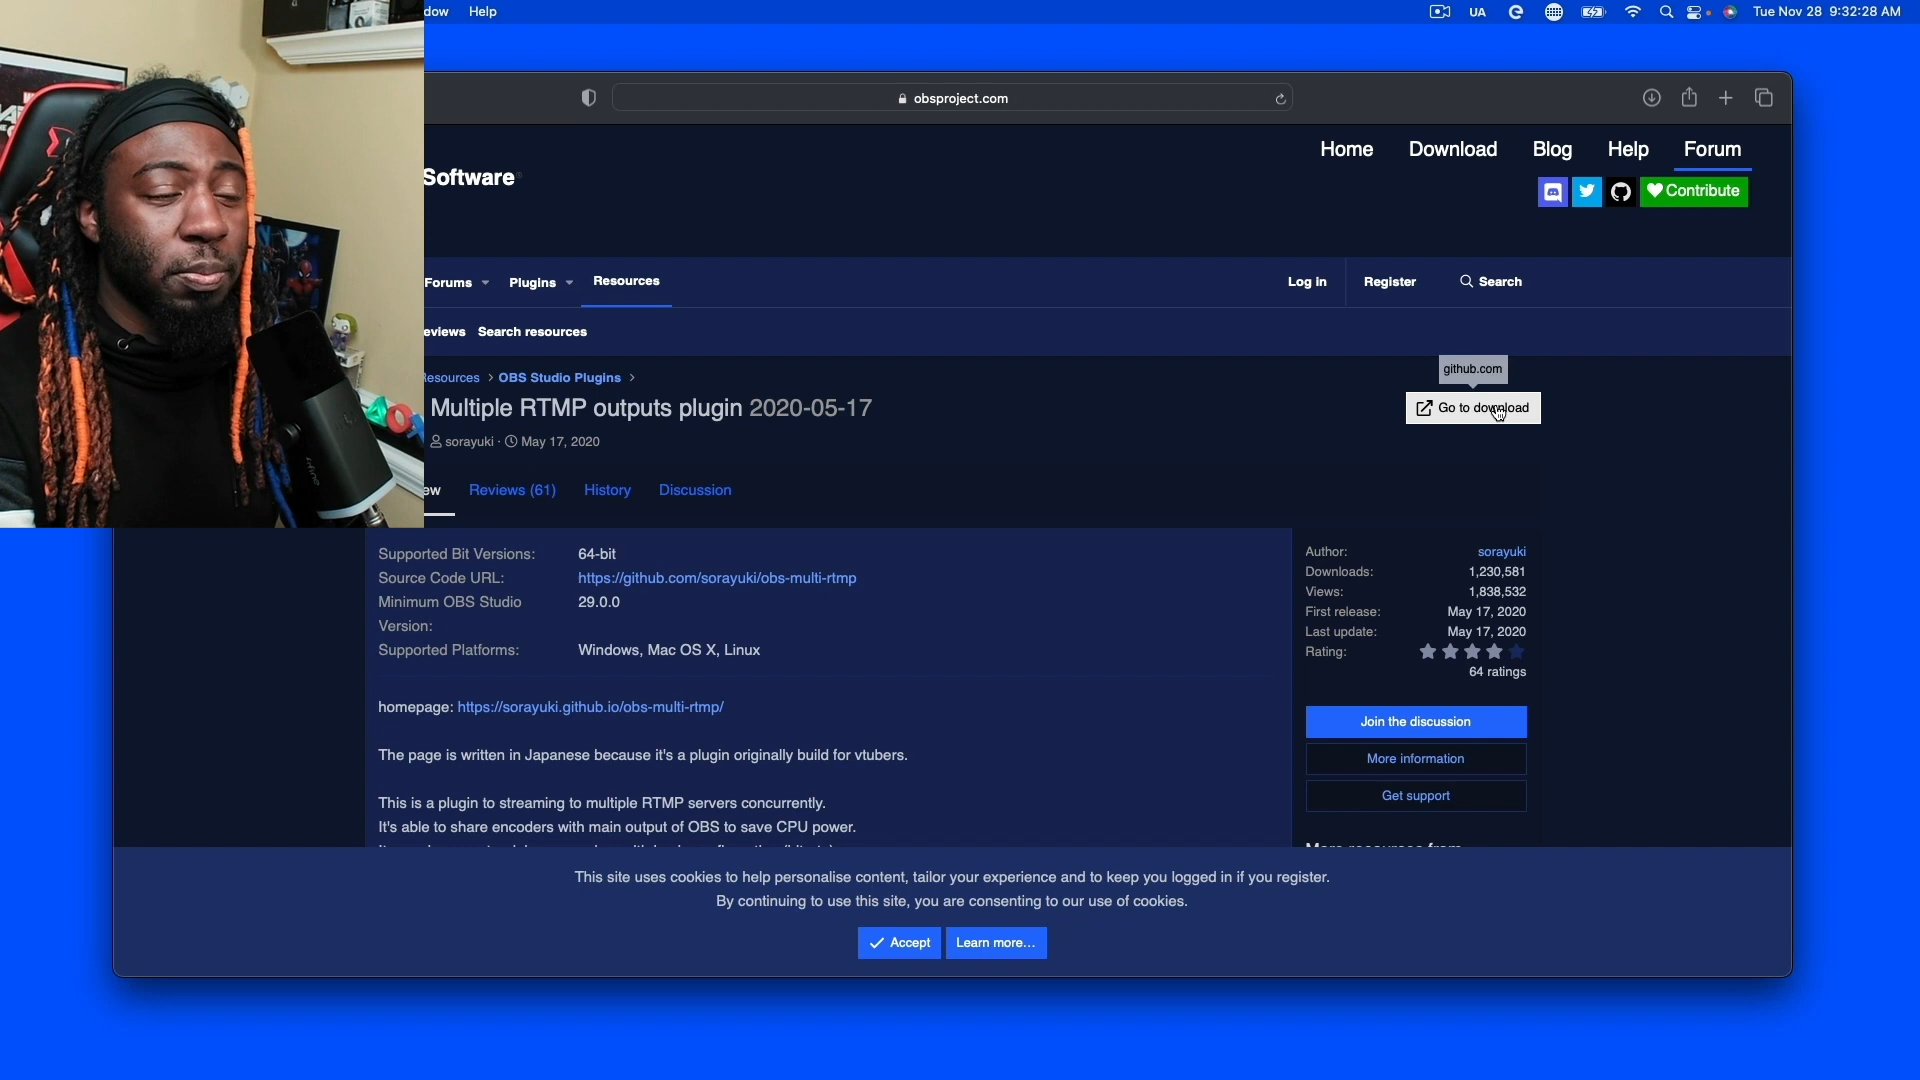 Help
UA
Tue Nov 28 9:32:28 AM
obsproject.com
Home Download Blog Help Forum
Software
Contribute
Forums Plugins Resources
Log in Register Search
Search resources
OBS Studio Plugins
github.com
Multiple RTMP outputs plugin 2020-05-17
Go to download
sorayuki · May 17, 2020
Reviews (61) History Discussion
Supported Bit Versions: 64-bit
Source Code URL: https://github.com/sorayuki/obs-multi-rtmp
Minimum OBS Studio Version: 29.0.0
Supported Platforms: Windows, Mac OS X, Linux
homepage: https://sorayuki.github.io/obs-multi-rtmp/
The page is written in Japanese because it's a plugin originally build for vtubers.
This is a plugin to streaming to multiple RTMP servers concurrently.
It's able to share encoders with main output of OBS to save CPU power.
Author: sorayuki
Downloads: 1,230,581
Views: 1,838,532
First release: May 17, 2020
Last update: May 17, 2020
Rating:
64 ratings
Join the discussion
More information
Get support
This site uses cookies to help personalise content, tailor your experience and to keep you logged in if you register.
By continuing to use this site, you are consenting to our use of cookies.
Accept Learn more…